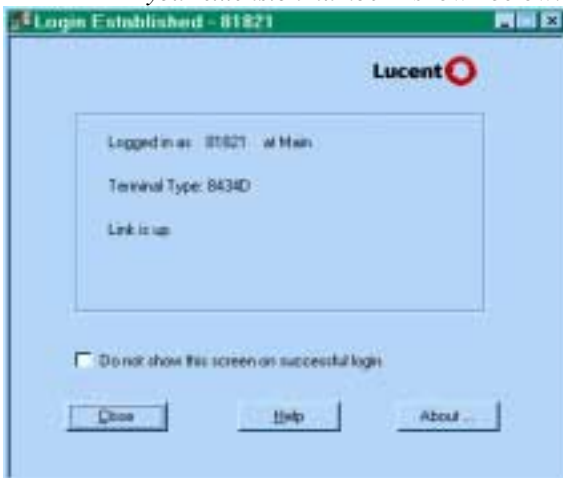 Login Established - 81821
Lucent
Logged in as 81821 at Main
Terminal Type: 8434D
Link is up
Do not show this screen on successful login
Close
Help
About ...